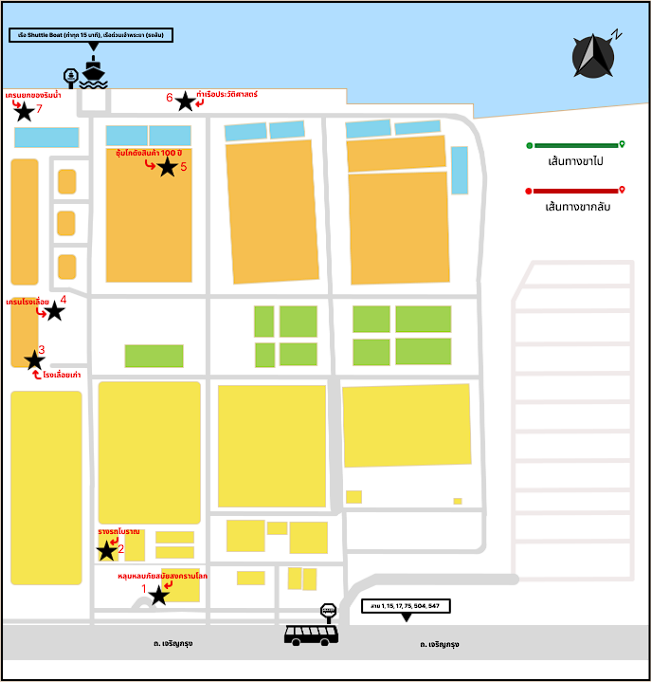 เรือ Shuttle Boat (ทุก 15 นาที), เรือด่วนเจ้าพระยา (ธงส้ม)
N
เครนยกของริมน้ำ
7
6
ท่าเรือประวัติศาสตร์
ซุ้มโกดังสินค้า 100 ปี
5
เส้นทางขาไป
เส้นทางขากลับ
เครนโรงเลื่อย
4
3
โรงเลื่อยเก่า
รางรถโบราณ
2
หลุมหลบภัยสมัยสงครามโลก
1
สาย 1, 15, 17, 75, 504, 547
ถ. เจริญกรุง
ถ. เจริญกรุง